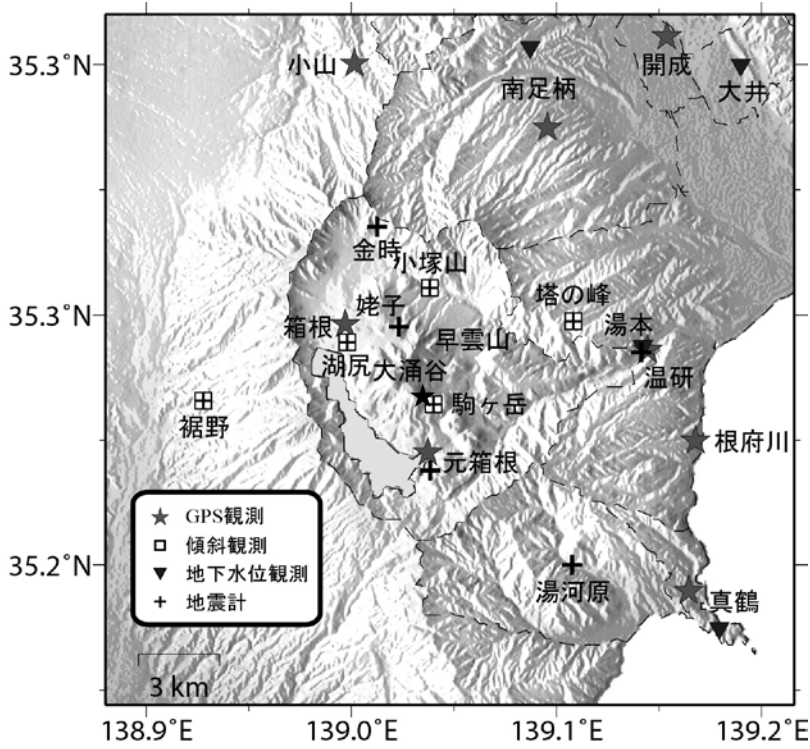 35.3°N
小山
開成
南足柄
大井
金時
小塚山
塔の峰
35.3°N
姥子
湯本
箱根
早雲山
湖尻
大涌谷
温研
駒ヶ岳
裾野
根府川
元箱根
GPS観測
傾斜観測
地下水位観測
地震計
35.2°N
湯河原
真鶴
3 km
138.9°E
139.0°E
139.1°E
139.2°E